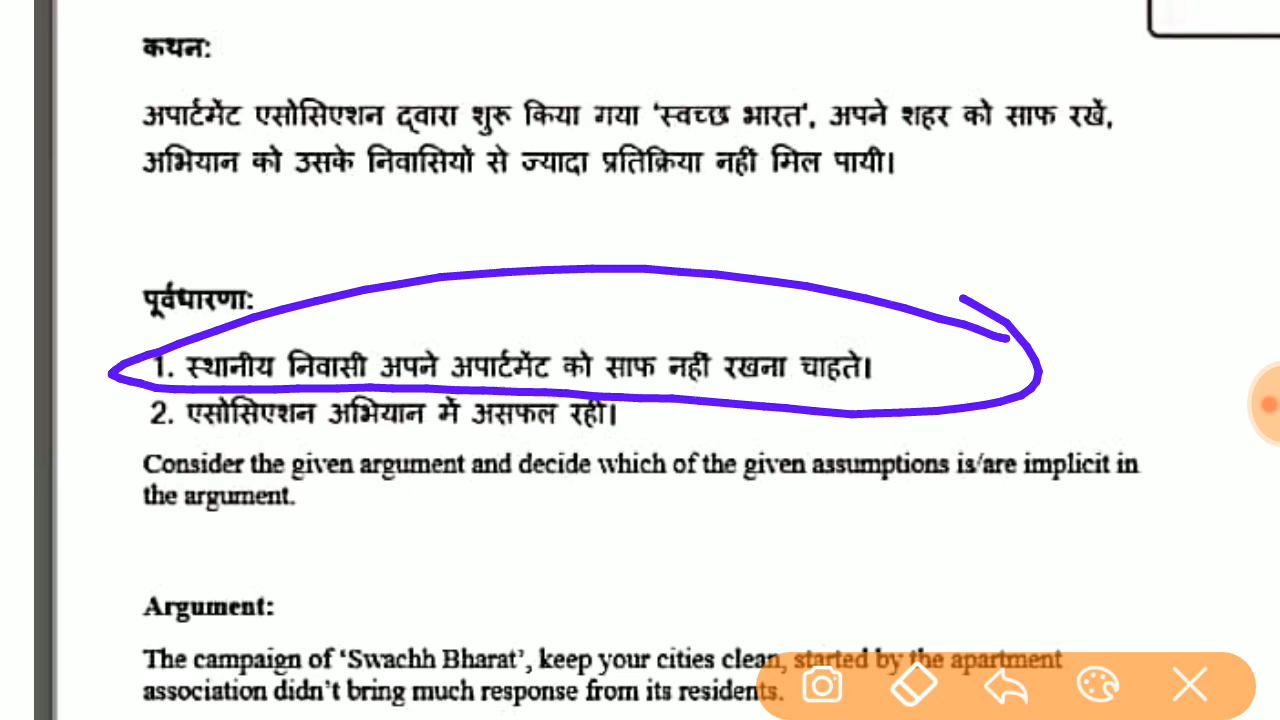 कथन:
अपार्टमेंट एसोसिएशन द्वारा शुरू किया गया 'स्वच्छ भारत', अपने शहर को साफ रखें,
अभियान को उसके निवासियों से ज्यादा प्रतिक्रिया नहीं मिल पायी।
पूर्वधारणा:
1. स्थानीय निवासी अपने अपार्टमेंट को साफ नहीं रखना चाहते।
2. एसोसिएशन अभियान में असफल रही।
Consider the given argument and decide which of the given assumptions is/are implicit in
the argument.
Argument:
The campaign of ‘Swachh Bharat’, keep your cities clean, started by the apartment
association didn’t bring much response from its residents.